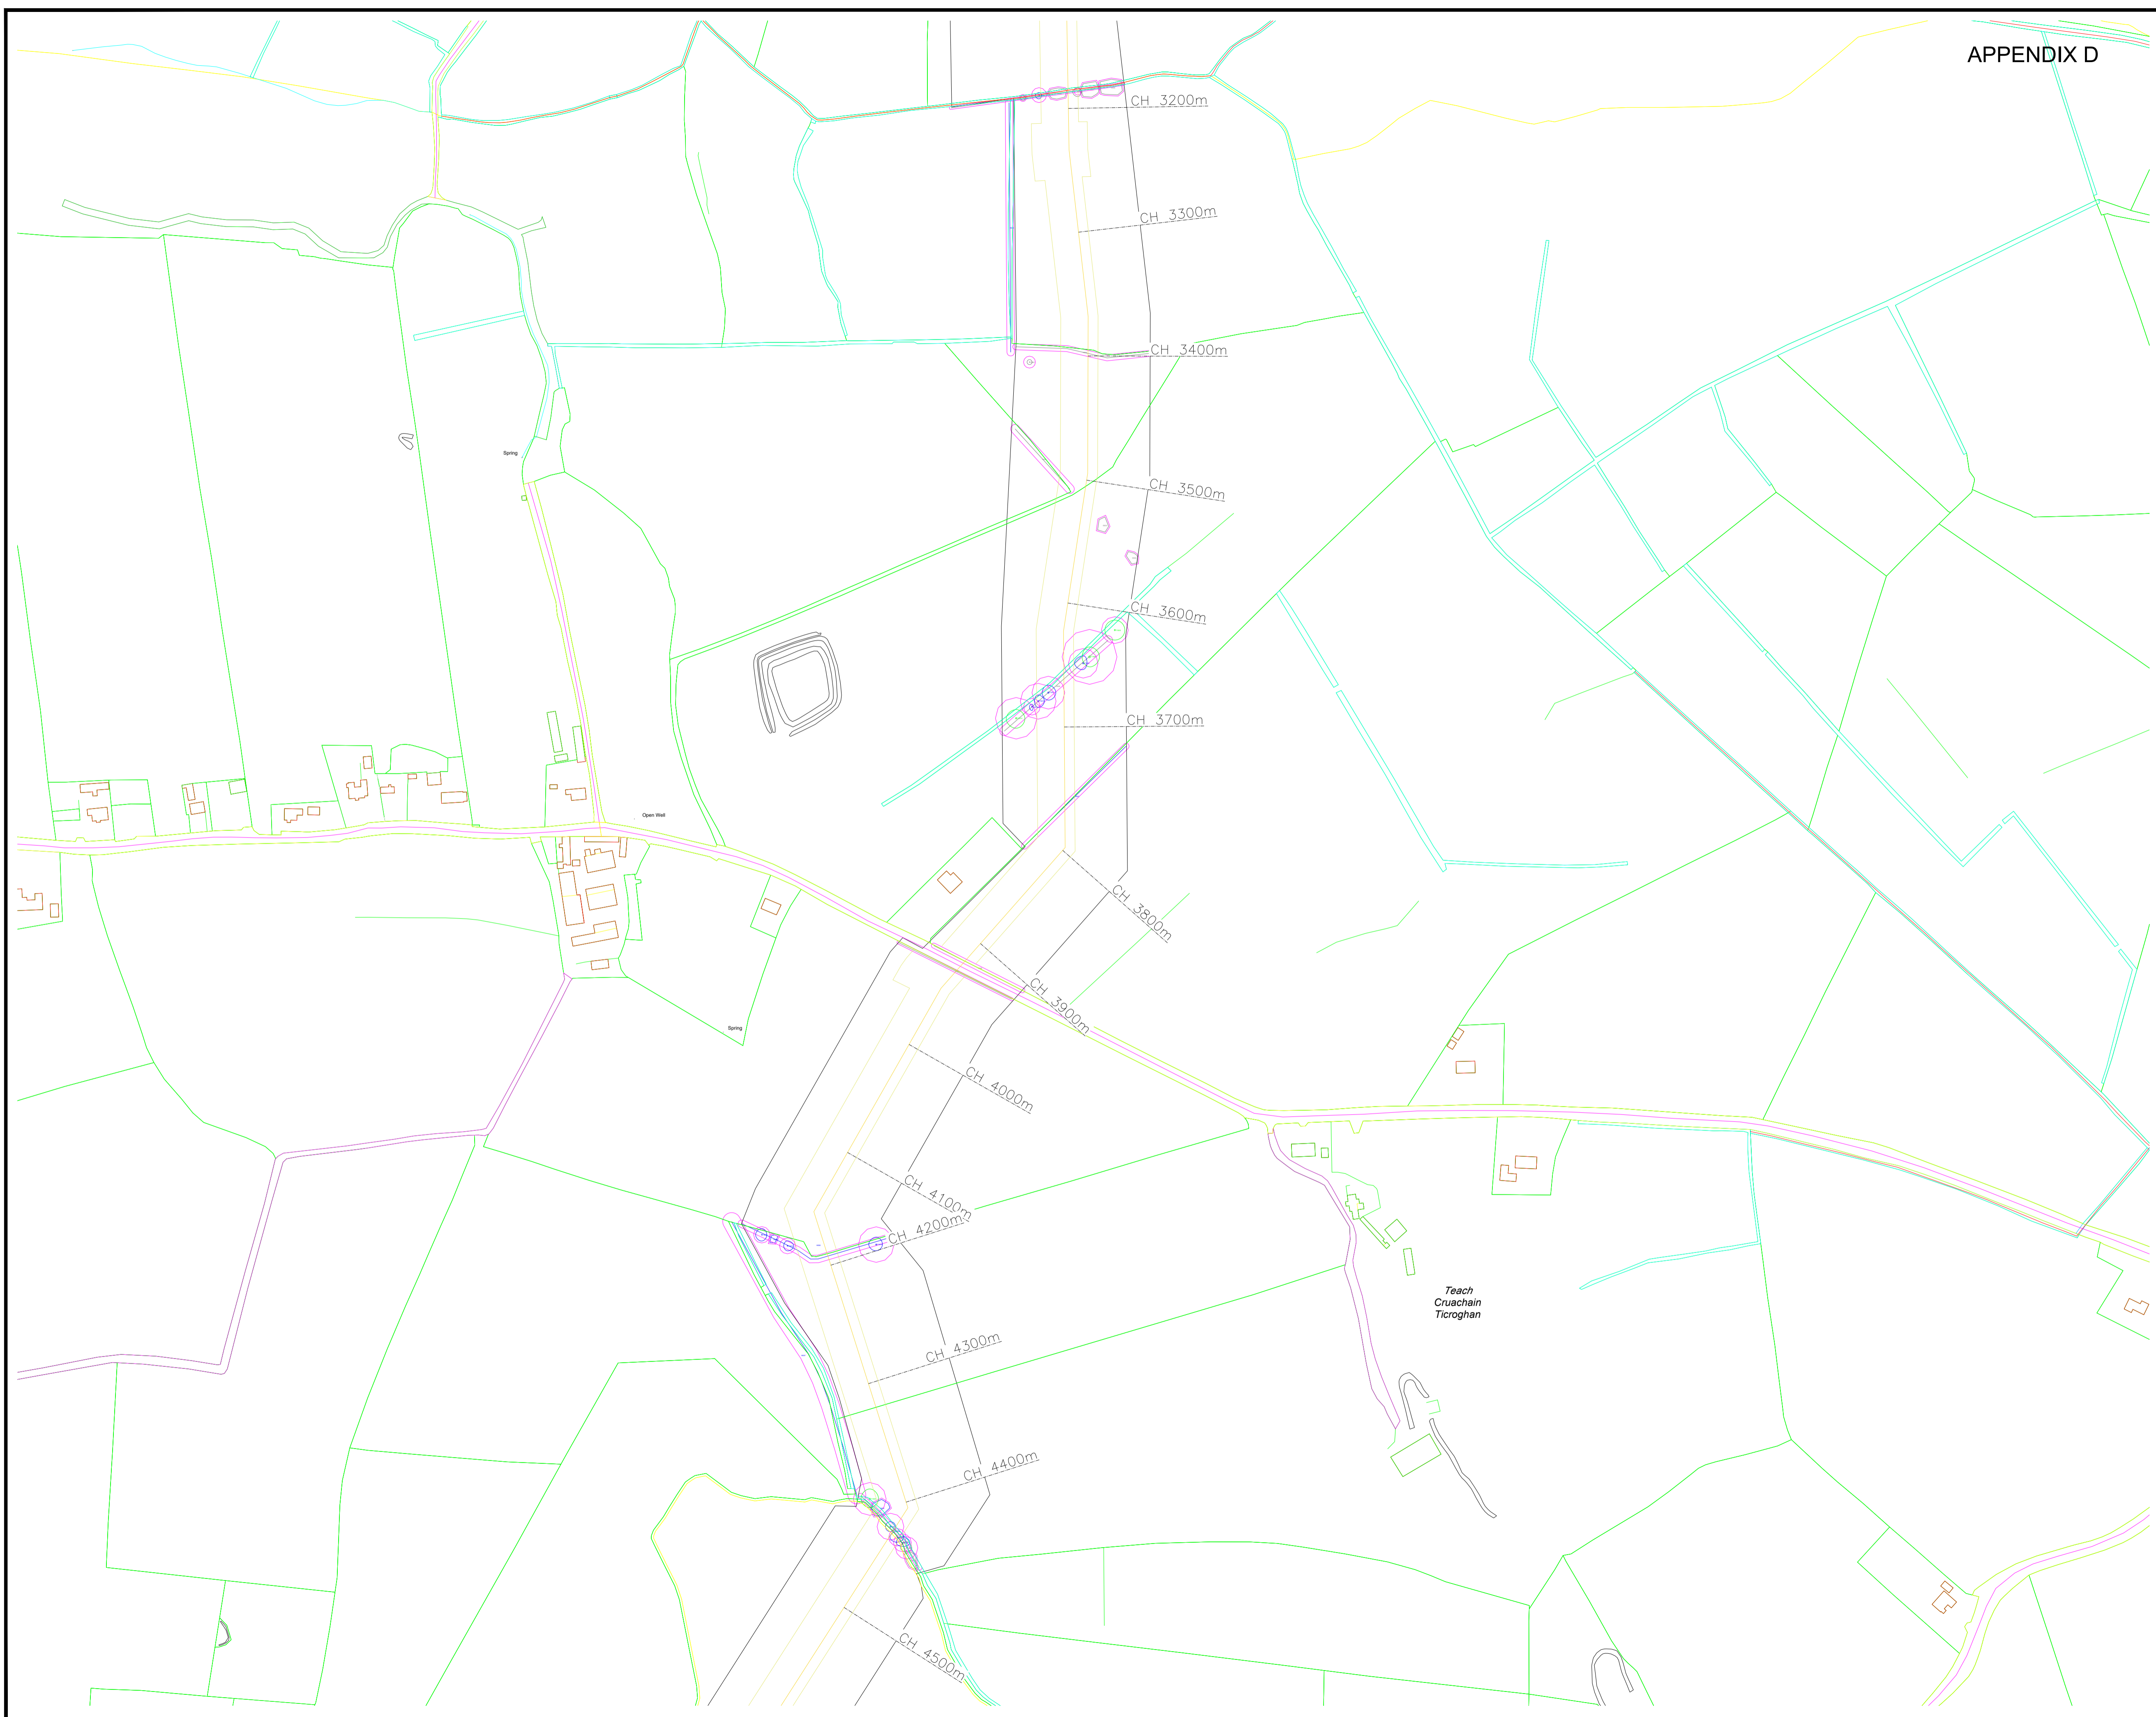 APPENDIX D
CH 3200m
CH 3300m
CH 3400m
Spring
CH 3500m
CH 3600m
CH 3700m
Open Well
CH 3800m
CH 3900m
Spring
CH 4000m
CH 4100m
CH 4200m
Teach
Cruachain
Ticroghan
CH 4300m
CH 4400m
CH 4500m